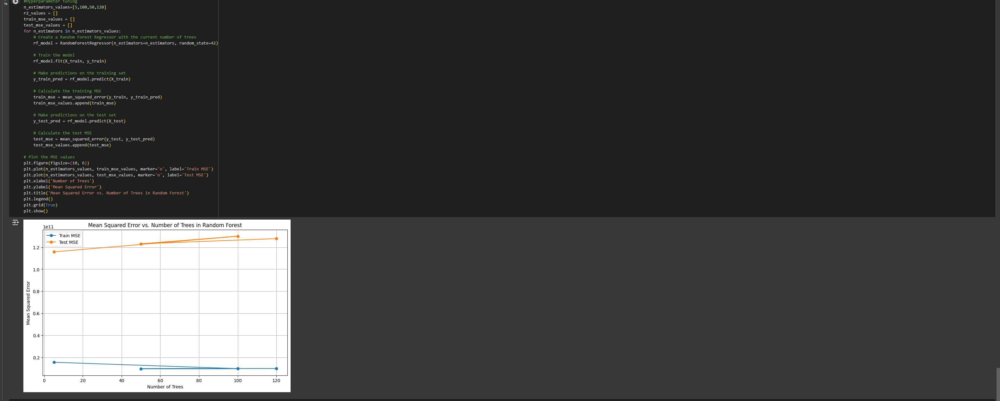 #Hyperparameter tuning
1s
n_estimators_values=[5,100,50,120]
r2_values = []
train_mse_values = []
test_mse_values = []
for n_estimators in n_estimators_values:
    # Create a Random Forest Regressor with the current number of trees
    rf_model = RandomForestRegressor(n_estimators=n_estimators, random_state=42)

    # Train the model
    rf_model.fit(X_train, y_train)

    # Make predictions on the training set
    y_train_pred = rf_model.predict(X_train)

    # Calculate the training MSE
    train_mse = mean_squared_error(y_train, y_train_pred)
    train_mse_values.append(train_mse)

    # Make predictions on the test set
    y_test_pred = rf_model.predict(X_test)

    # Calculate the test MSE
    test_mse = mean_squared_error(y_test, y_test_pred)
    test_mse_values.append(test_mse)

# Plot the MSE values
plt.figure(figsize=(10, 6))
plt.plot(n_estimators_values, train_mse_values, marker='o', label='Train MSE')
plt.plot(n_estimators_values, test_mse_values, marker='o', label='Test MSE')
plt.xlabel('Number of Trees')
plt.ylabel('Mean Squared Error')
plt.title('Mean Squared Error vs. Number of Trees in Random Forest')
plt.legend()
plt.grid(True)
plt.show()
Mean Squared Error vs. Number of Trees in Random Forest
1e11
Train MSE
Test MSE
1.2
1.0
0.8
0.6
0.4
0.2
Mean Squared Error
0 20 40 60 80 100 120
Number of Trees